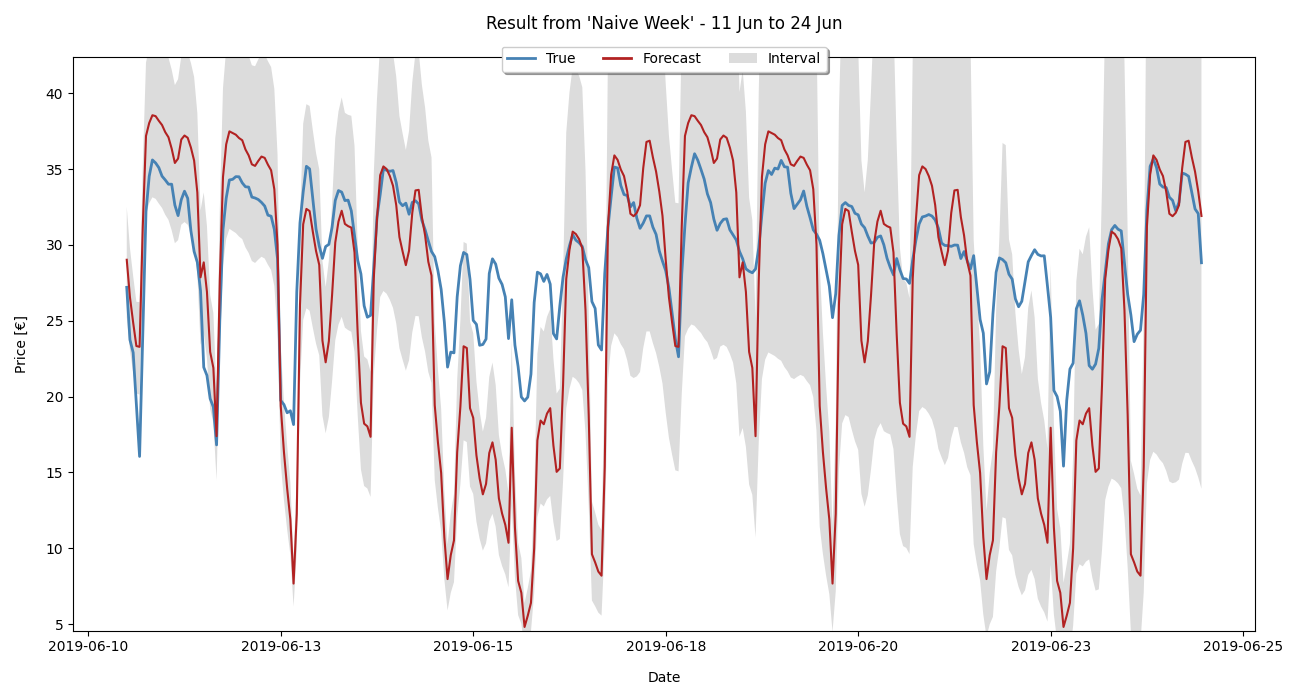 Result from 'Naive Week' - 11 Jun to 24 Jun
True Forecast Interval
40
35
30
25
20
15
10
5
Price [€]
2019-06-10 2019-06-13 2019-06-15 2019-06-18 2019-06-20 2019-06-23 2019-06-25
Date